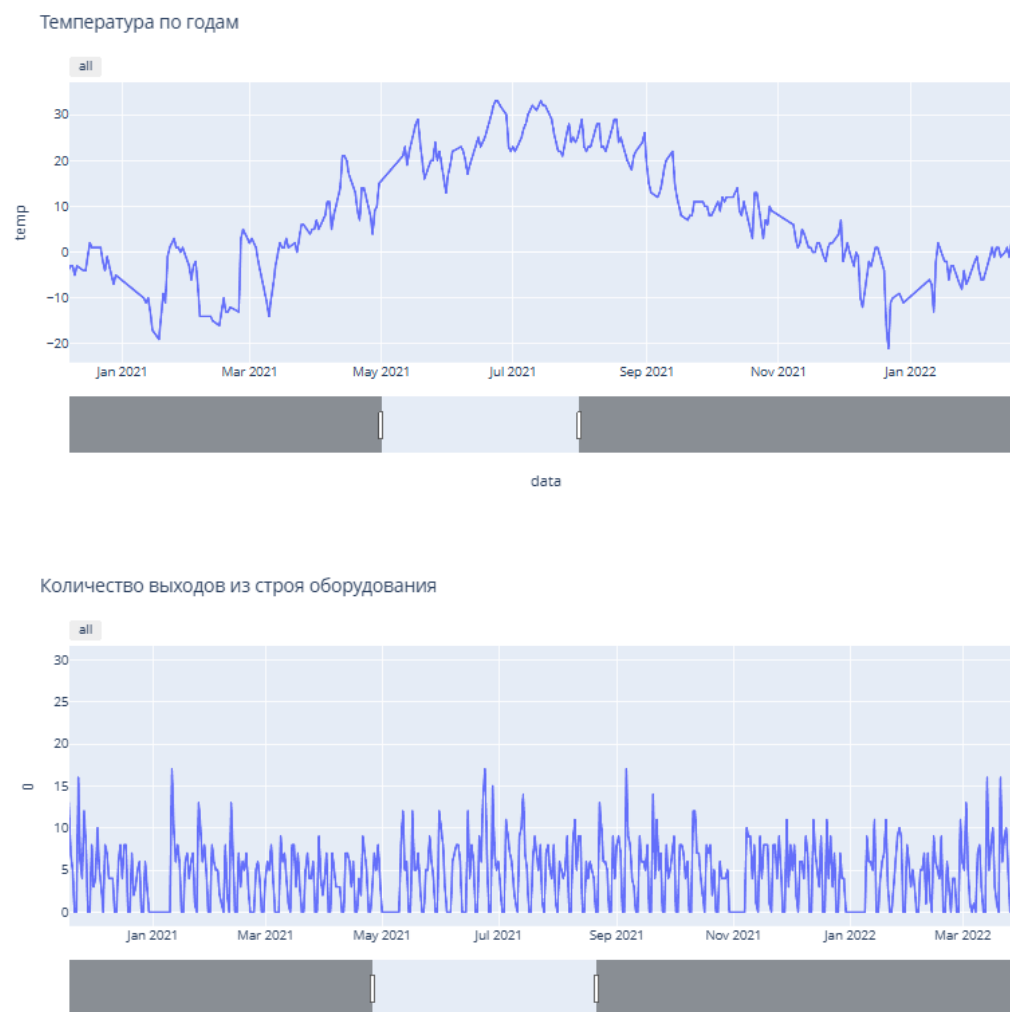 Температура по годам
all
30
20
10
0
−10
−20
temp
Jan 2021 Mar 2021 May 2021 Jul 2021 Sep 2021 Nov 2021 Jan 2022
data
Количество выходов из строя оборудования
all
30
25
20
15
10
5
0
0
Jan 2021 Mar 2021 May 2021 Jul 2021 Sep 2021 Nov 2021 Jan 2022 Mar 2022